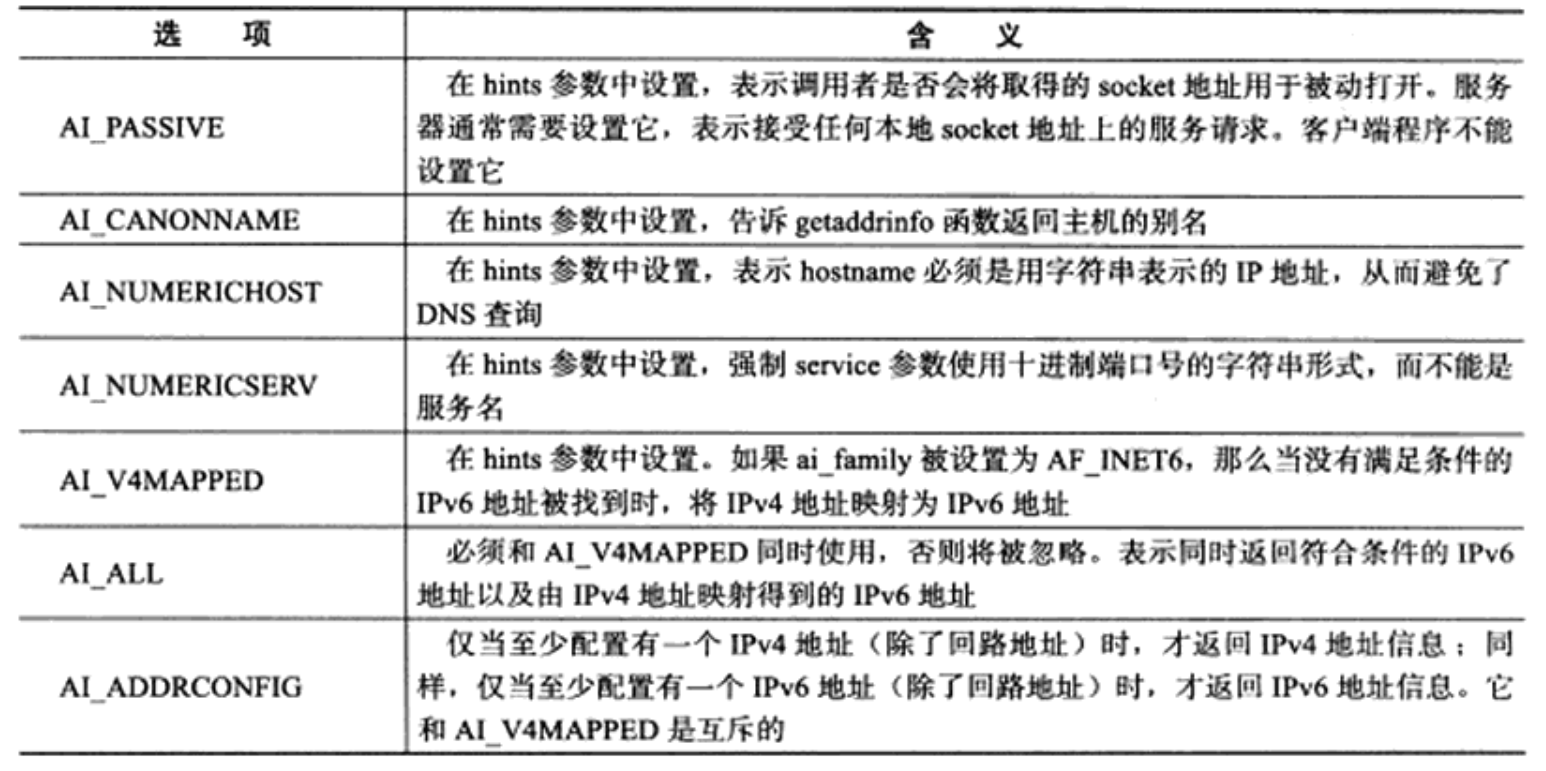 选 项 含 义
在 hints 参数中设置，表示调用者是否会将取得的 socket 地址用于被动打开。服务
AI_PASSIVE
器通常需要设置它，表示接受任何本地 socket 地址上的服务请求。客户端程序不能
设置它
AI_CANONNAME 在 hints 参数中设置，告诉 getaddrinfo 函数返回主机的别名
在 hints 参数中设置，表示 hostname 必须是用字符串表示的 IP 地址，从而避免了
AI_NUMERICHOST
DNS 查询
在 hints 参数中设置，强制 service 参数使用十进制端口号的字符串形式，而不能是
AI_NUMERICSERV
服务名
在 hints 参数中设置。如果 ai_family 被设置为 AF_INET6，那么当没有满足条件的
AI_V4MAPPED
IPv6 地址被找到时，将 IPv4 地址映射为 IPv6 地址
必须和 AI_V4MAPPED 同时使用，否则将被忽略。表示同时返回符合条件的 IPv6
AI_ALL
地址以及由 IPv4 地址映射得到的 IPv6 地址
仅当至少配置有一个 IPv4 地址（除了回路地址）时，才返回 IPv4 地址信息；同
AI_ADDRCONFIG
样，仅当至少配置有一个 IPv6 地址（除了回路地址）时，才返回 IPv6 地址信息。它
和 AI_V4MAPPED 是互斥的